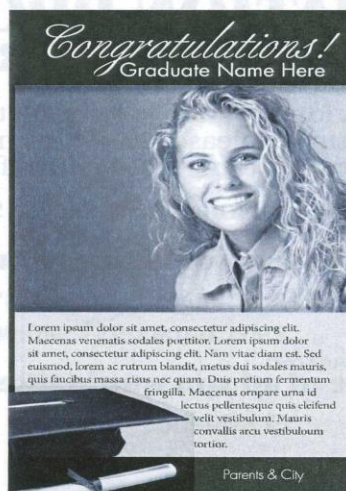 Congratulations!
Graduate Name Here
Lorem ipsum dolor sit amet, consectetur adipiscing elit.
Maecenas venenatis sodales porttitor. Lorem ipsum dolor
sit amet, consectetur adipiscing elit. Nam vitae diam est. Sed
euismod, lorem ac rutrum blandit, metus dui sodales mauris,
quis faucibus massa risus nec quam. Duis pretium fermentum
fringilla. Maecenas ornpare urna id
lectus pellentesque quis eleifend
velit vestibulum. Mauris
convallis arcu vestibuloum
tortior.
Parents & City